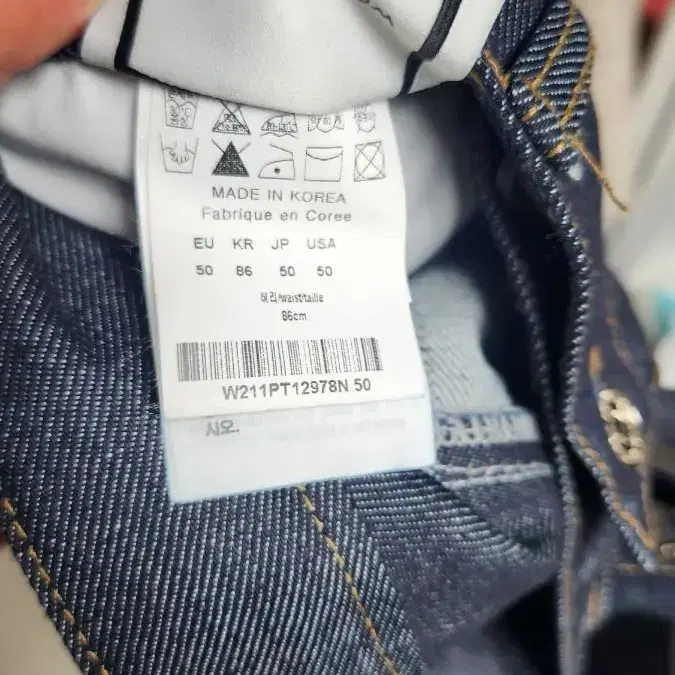 MADE IN KOREA
Fabrique en Coree
EU KR JP USA
50 86 50 50
허리/waist/taille
86cm
W211PT12978N 50